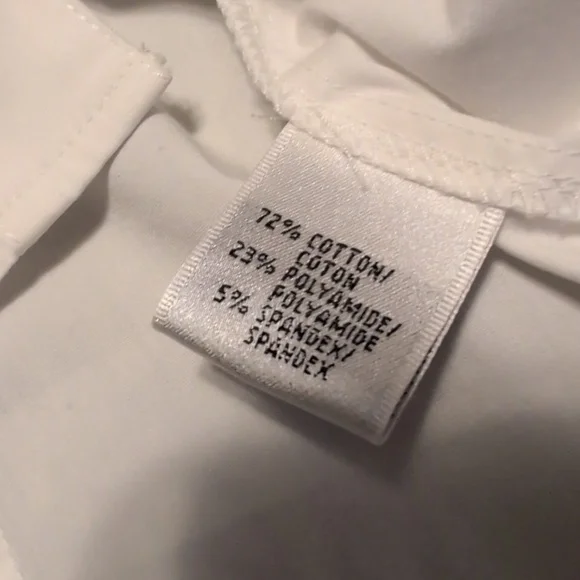 72% COTTON/
COTON
23% POLYAMIDE/
POLYAMIDE
5% SPANDEX/
SPANDEX